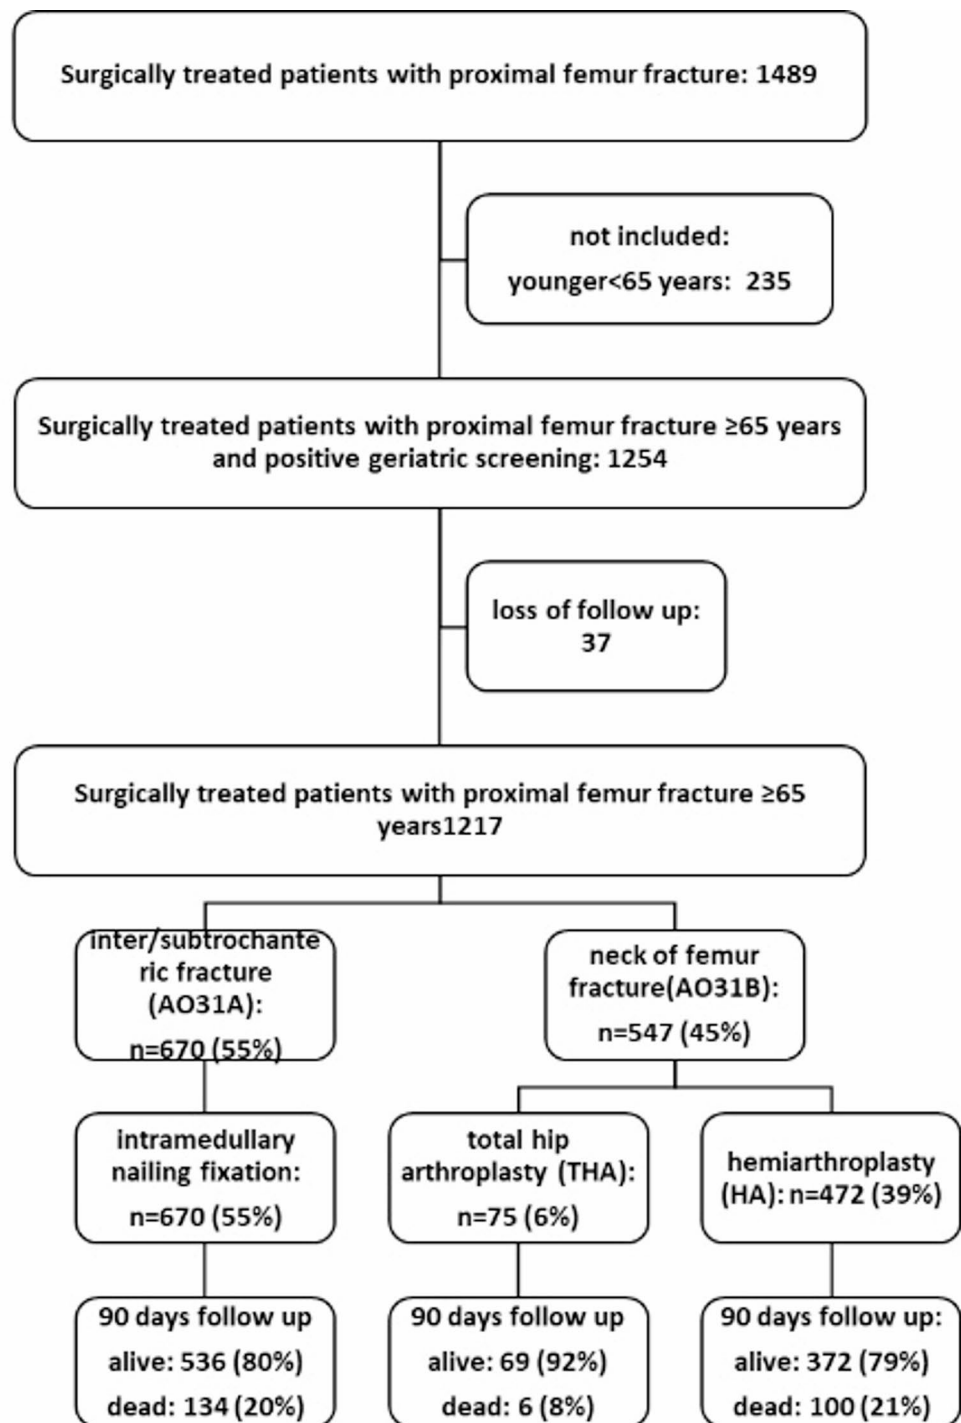 Surgically treated patients with proximal femur fracture: 1489
not included:
younger<65 years: 235
Surgically treated patients with proximal femur fracture ≥65 years
and positive geriatric screening: 1254
loss of follow up:
37
Surgically treated patients with proximal femur fracture ≥65
years1217
inter/subtrochante
ric fracture
(AO31A):
n=670 (55%)
neck of femur
fracture(AO31B):
n=547 (45%)
intramedullary
nailing fixation:
n=670 (55%)
total hip
arthroplasty (THA):
n=75 (6%)
hemiarthroplasty
(HA): n=472 (39%)
90 days follow up
alive: 536 (80%)
dead: 134 (20%)
90 days follow up
alive: 69 (92%)
dead: 6 (8%)
90 days follow up:
alive: 372 (79%)
dead: 100 (21%)